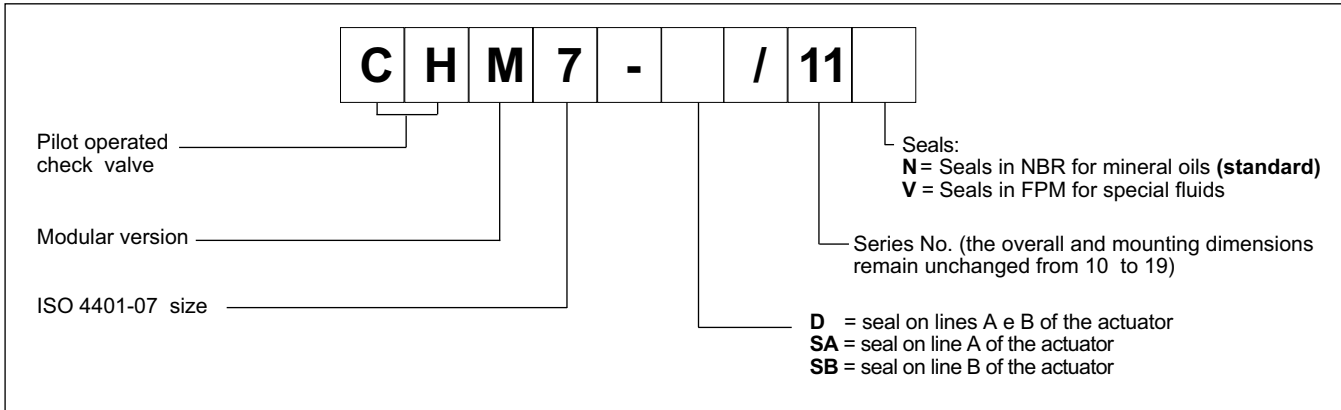 C H M 7 - / 11
Pilot operated
check valve
Seals:
N = Seals in NBR for mineral oils (standard)
V = Seals in FPM for special fluids
Modular version
Series No. (the overall and mounting dimensions
remain unchanged from 10 to 19)
ISO 4401-07 size
D = seal on lines A e B of the actuator
SA = seal on line A of the actuator
SB = seal on line B of the actuator